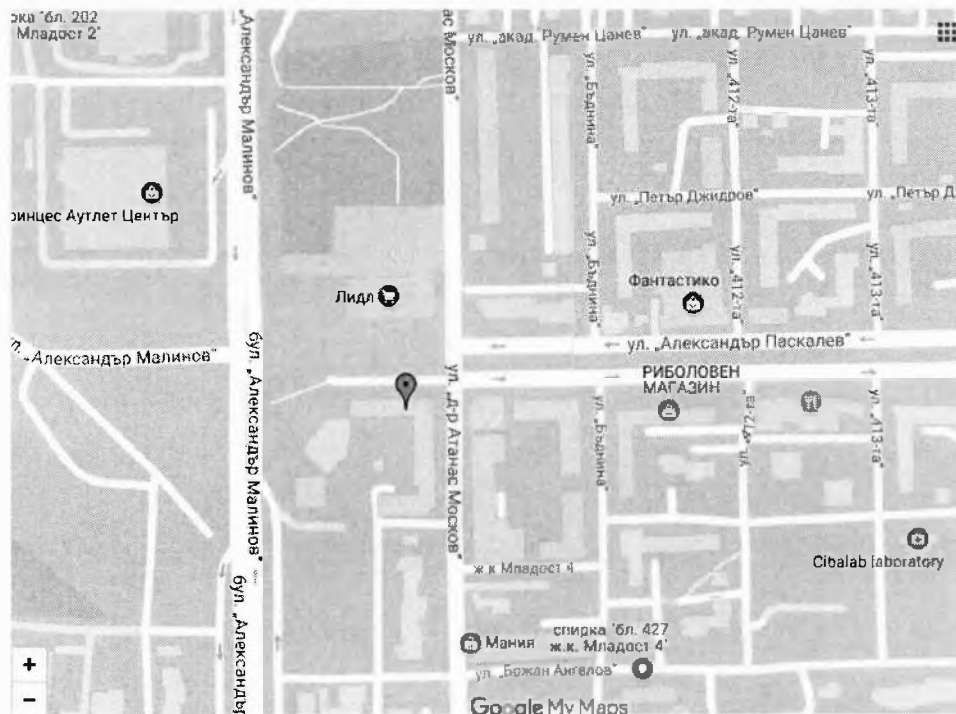 спирка "бл. 202
Младост 2"
"Александър Малинов"
ас Москов"
ул. „акад. Румен Цанев"
ул. „акад. Румен Цанев"
ул. „Бъднина"
ул. „412-та"
ул. „413-та"
ринцес Аутлет Център
ул. „Петър Джидров"
ул. „Петър Д
Лидл
ул. „Бъднина"
Фантастико
ул. „412-та"
ул. „413-та"
„Александър Малинов"
ул. „Александър Паскалев"
бул. „Александър Малинов"
РИБОЛОВЕН
МАГАЗИН
ул. „д-р Атанас Москов"
ул. „Бъднина"
ул. „412-та"
ул. „413-та"
ж.к Младост 4
Cibalab laboratory
бул. „Александър
Мания
спирка "бл. 427
ж.к. Младост 4"
ул. „Божан Ангелов"
+
−
Google My Maps